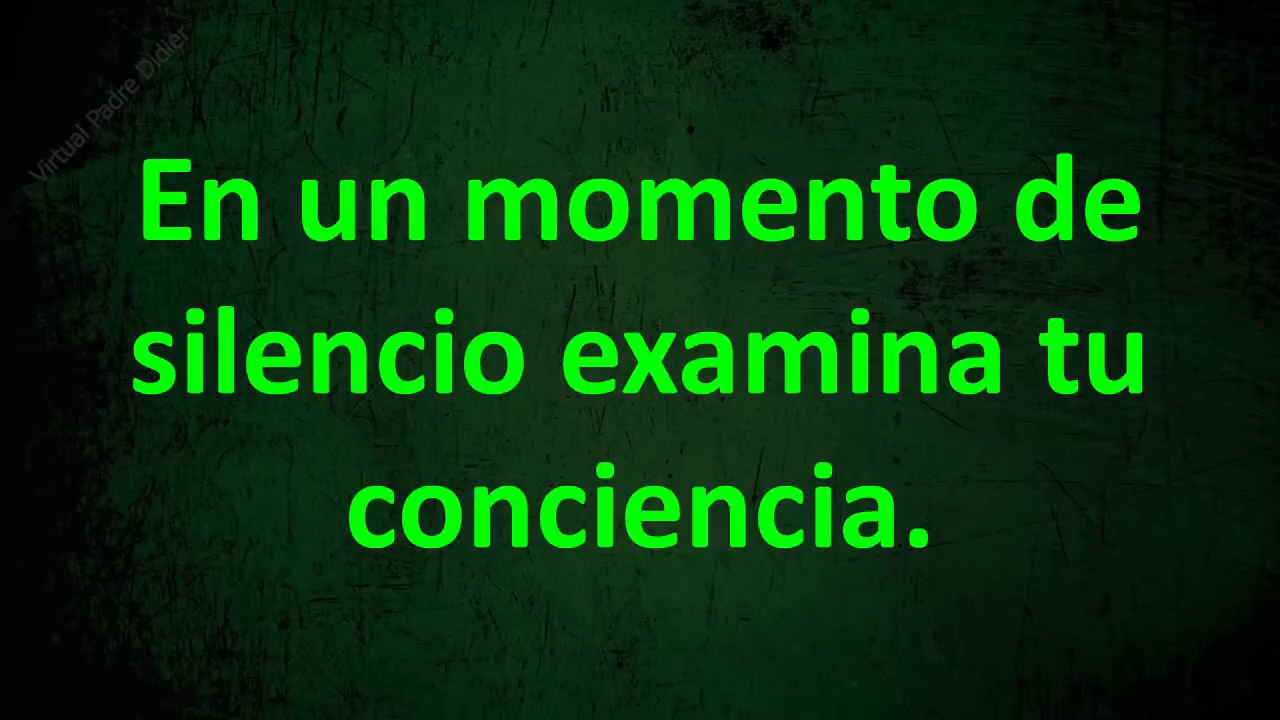 Virtual Padre Didier
En un momento de
silencio examina tu
conciencia.